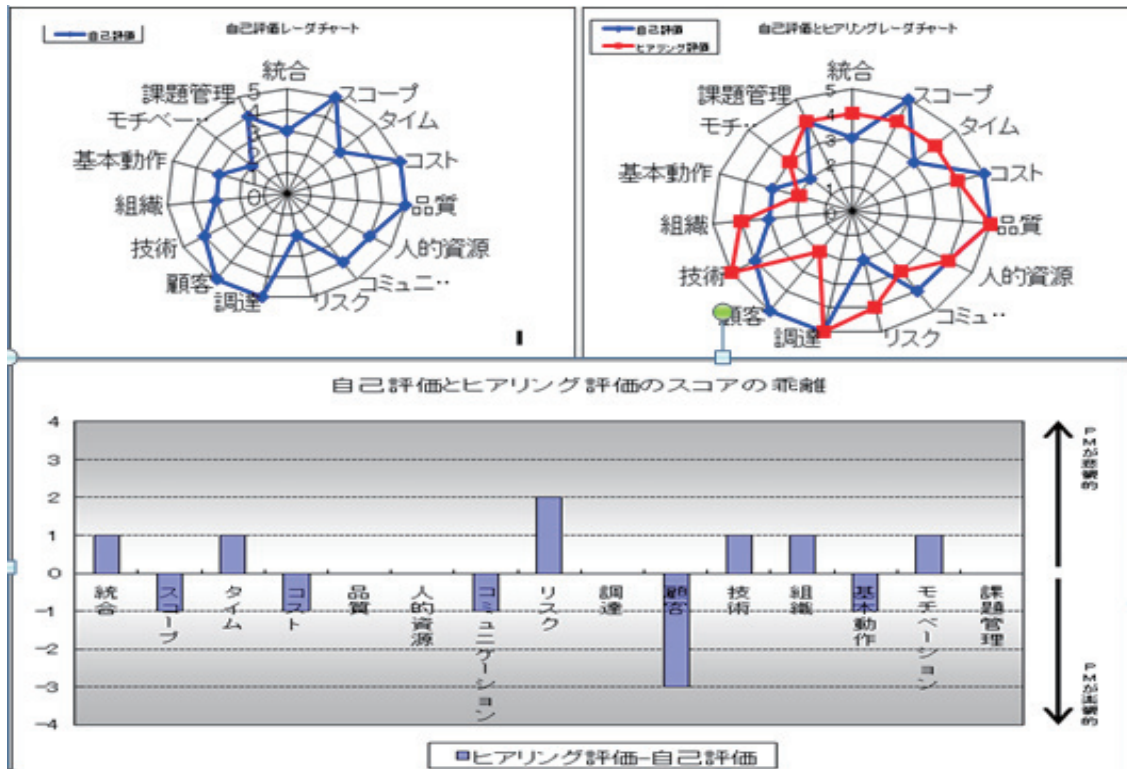 自己評価
自己評価レーダチャート
統合
スコープ
タイム
コスト
品質
人的資源
コミュニ‥
リスク
調達
顧客
技術
組織
基本動作
モチベー‥
課題管理
5
4
3
2
1
0
自己評価
ヒアリング評価
自己評価とヒアリングレーダチャート
統合
スコープ
タイム
コスト
品質
人的資源
コミュ‥
リスク
調達
顧客
技術
組織
基本動作
モチ‥
課題管理
5
4
3
2
1
0
自己評価とヒアリング評価のスコアの乖離
4
3
2
1
0
-1
-2
-3
-4
統合
スコープ
タイム
コスト
品質
人的資源
コミュニケーション
リスク
調達
顧客
技術
組織
基本動作
モチベーション
課題管理
PMが悲観的
PMが楽観的
ヒアリング評価-自己評価